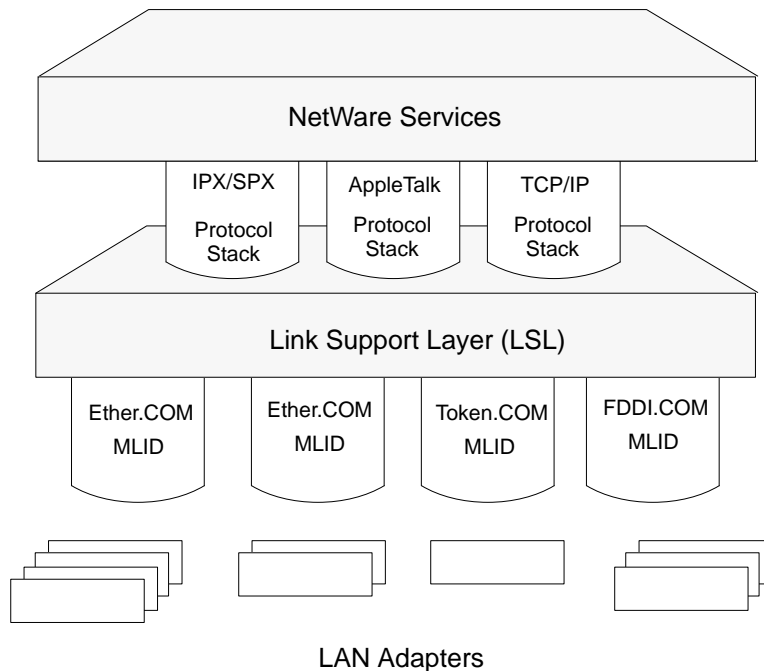 NetWare Services
IPX/SPX
Protocol
Stack
AppleTalk
Protocol
Stack
TCP/IP
Protocol
Stack
Link Support Layer (LSL)
Ether.COM
MLID
Ether.COM
MLID
Token.COM
MLID
FDDI.COM
MLID
LAN Adapters